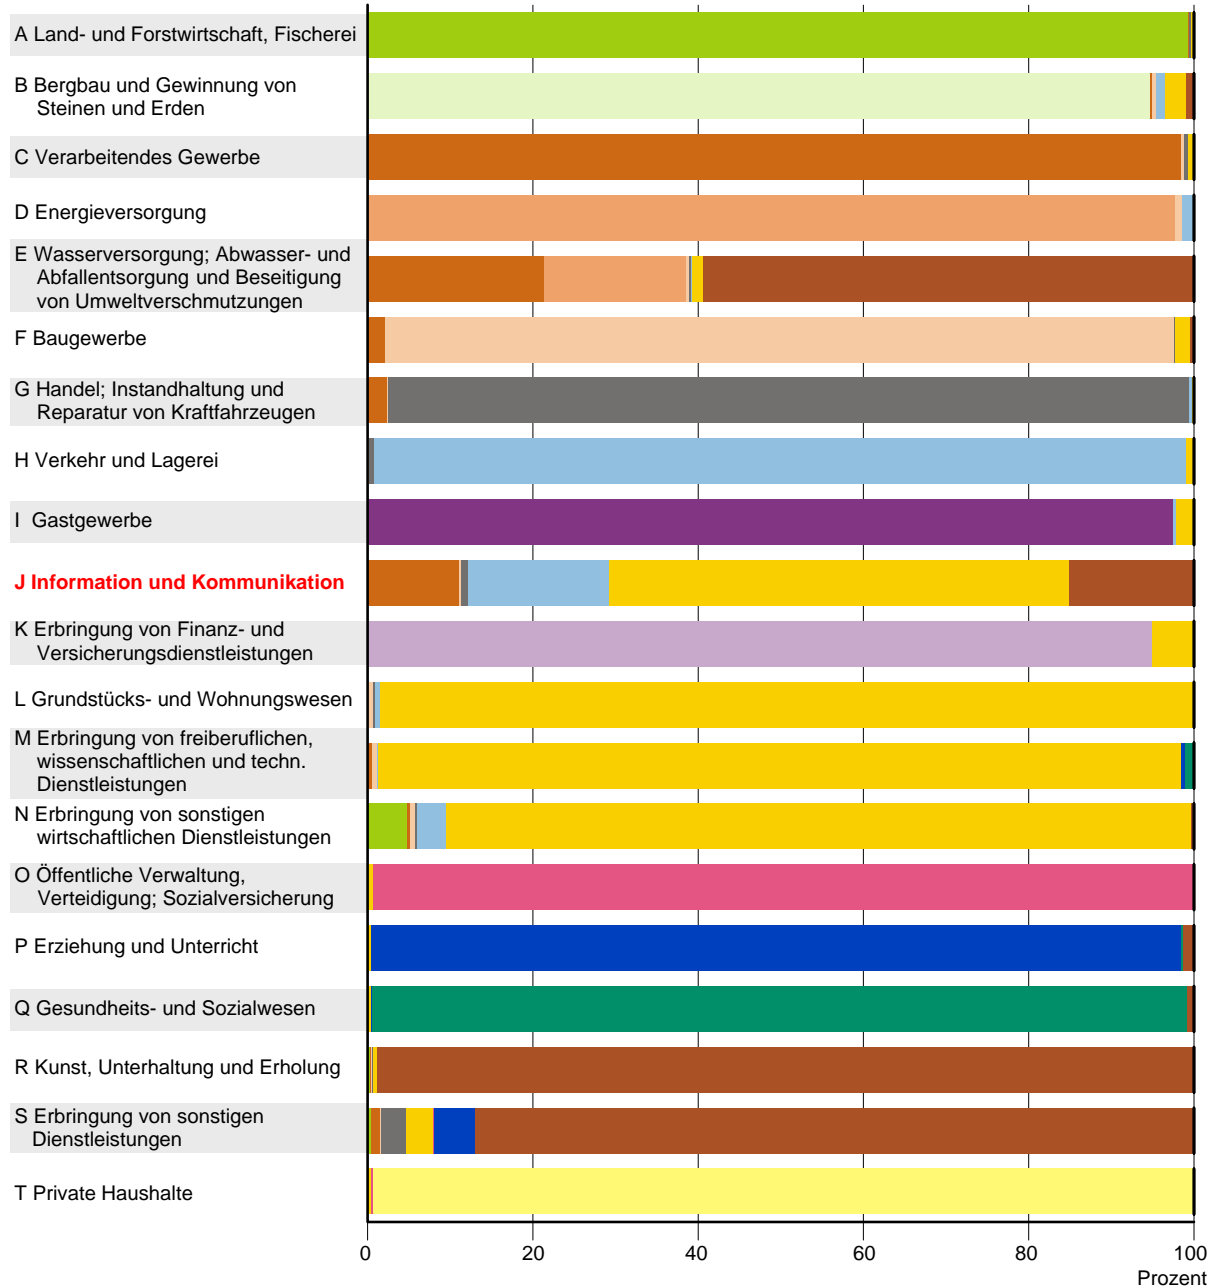 A Land- und Forstwirtschaft, Fischerei
B Bergbau und Gewinnung von
Steinen und Erden
C Verarbeitendes Gewerbe
D Energieversorgung
E Wasserversorgung; Abwasser- und
Abfallentsorgung und Beseitigung
von Umweltverschmutzungen
F Baugewerbe
G Handel; Instandhaltung und
Reparatur von Kraftfahrzeugen
H Verkehr und Lagerei
I Gastgewerbe
J Information und Kommunikation
K Erbringung von Finanz- und
Versicherungsdienstleistungen
L Grundstücks- und Wohnungswesen
M Erbringung von freiberuflichen,
wissenschaftlichen und techn.
Dienstleistungen
N Erbringung von sonstigen
wirtschaftlichen Dienstleistungen
O Öffentliche Verwaltung,
Verteidigung; Sozialversicherung
P Erziehung und Unterricht
Q Gesundheits- und Sozialwesen
R Kunst, Unterhaltung und Erholung
S Erbringung von sonstigen
Dienstleistungen
T Private Haushalte
0 20 40 60 80 100
Prozent